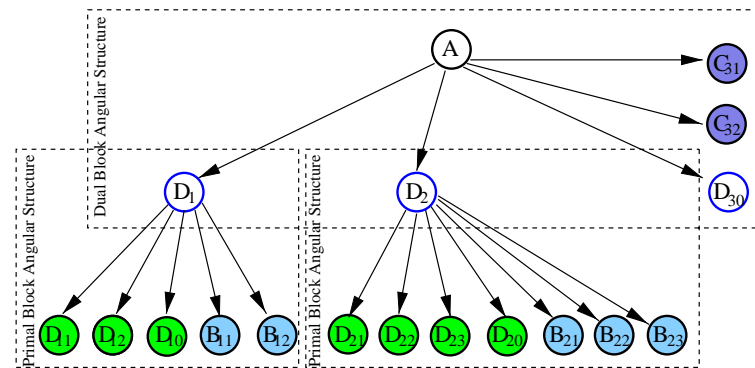 Dual Block Angular Structure
A
C31
C32
Primal Block Angular Structure
D1
Primal Block Angular Structure
D2
D30
D11 D12 D10 B11 B12
D21 D22 D23 D20 B21 B22 B23